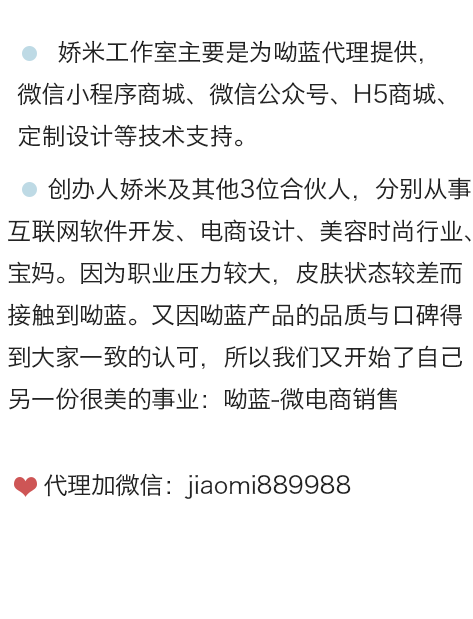 娇米工作室主要是为呦蓝代理提供，
微信小程序商城、微信公众号、H5商城、
定制设计等技术支持。
创办人娇米及其他3位合伙人，分别从事
互联网软件开发、电商设计、美容时尚行业、
宝妈。因为职业压力较大，皮肤状态较差而
接触到呦蓝。又因呦蓝产品的品质与口碑得
到大家一致的认可，所以我们又开始了自己
另一份很美的事业：呦蓝-微电商销售
代理加微信：jiaomi889988